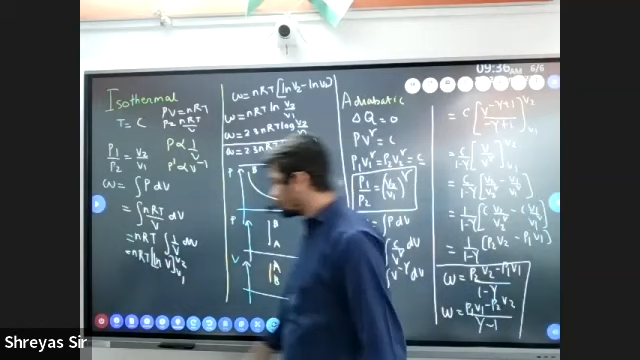 Isothermal
T = C
PV = nRT
P = nRT/V
P1/P2 = V2/V1
P ∝ 1/V
P ∝ V⁻¹
ω = ∫ P dV
= ∫ nRT/V dV
= nRT ∫ 1/V dV
= nRT [ln V]
V2
V1
ω = nRT [ln V2 - ln V1]
ω = nRT ln V2/V1
ω = 2.3 nRT log V2/V1
ω = 2.3 nRT
P
B
P
B
A
V
A
B
Adiabatic
ΔQ = 0
PV^γ = C
P1V1^γ = P2V2^γ = C
P1/P2 = (V2/V1)^γ
∫ P dV
∫ C/V^γ dV
∫ V^-γ dV
= C [V^-γ+1 / -γ+1] V2 V1
= C/1-γ [V/V^γ] V2 V1
= C/1-γ [V2/V2^γ - V1/V1^γ]
= 1/1-γ
= 1/1-γ [P2V2 - P1V1]
ω = P2V2 - P1V1 / 1-γ
ω = P1V1 - P2V2 / γ-1
09:36 AM 6/6
Shreyas Sir